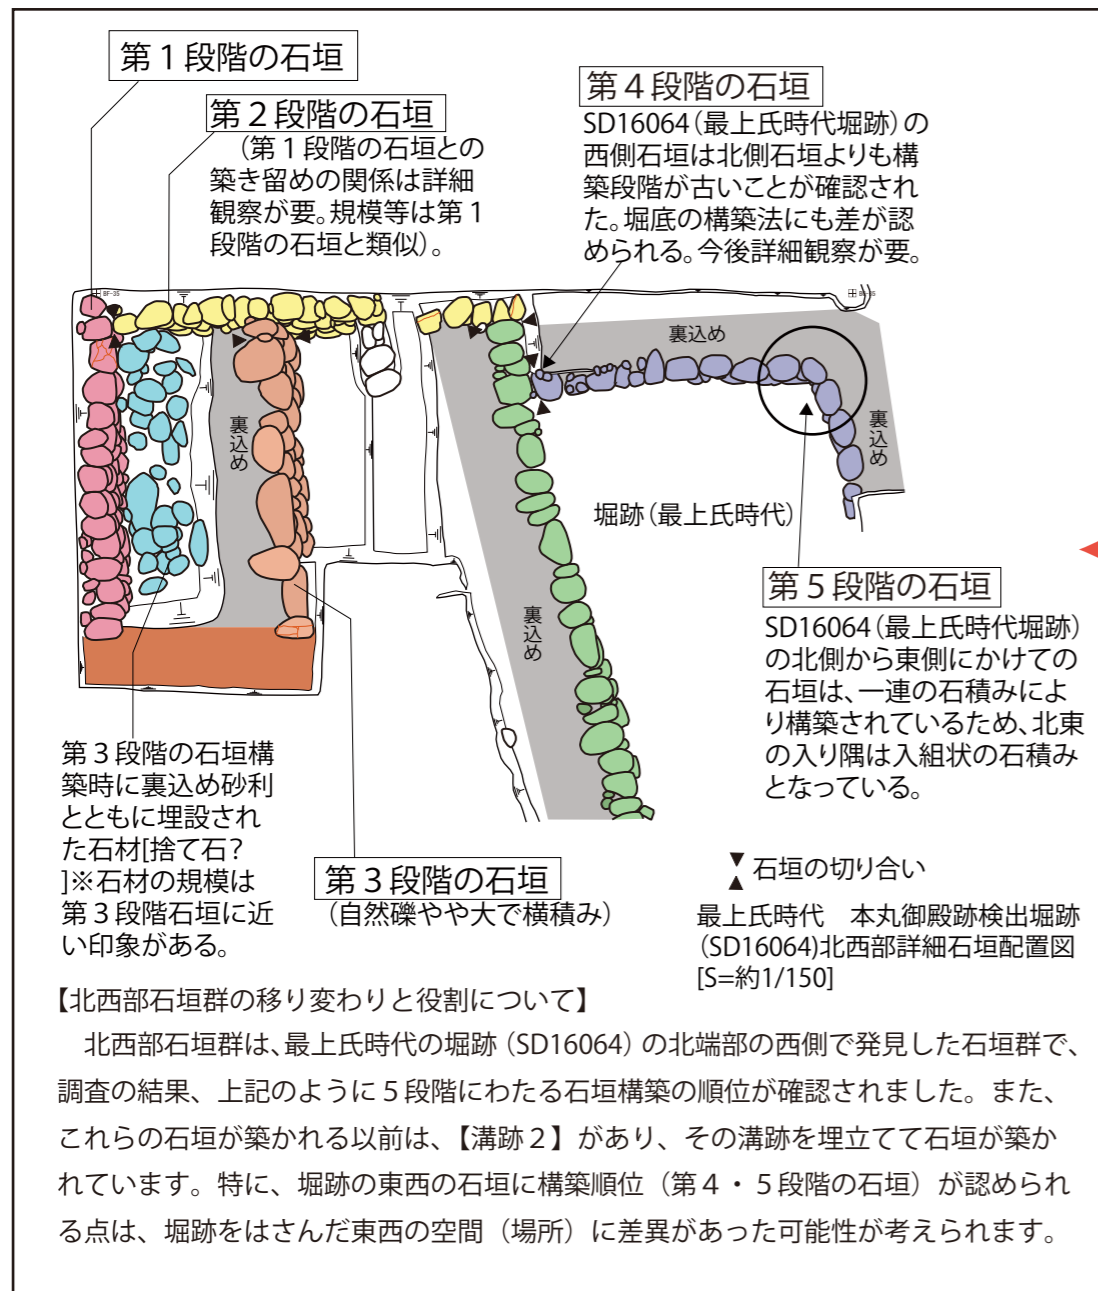 第１段階の石垣
第２段階の石垣
（第１段階の石垣との
築き留めの関係は詳細
観察が要。規模等は第１
段階の石垣と類似）。
第４段階の石垣
SD16064（最上氏時代堀跡）の
西側石垣は北側石垣よりも構
築段階が古いことが確認され
た。堀底の構築法にも差が認
められる。今後詳細観察が要。
BF-35
裏込め
裏込め
裏込め
堀跡（最上氏時代）
裏込め
第５段階の石垣
SD16064（最上氏時代堀跡）
の北側から東側にかけての
石垣は、一連の石積みによ
り構築されているため、北東
の入り隅は入組状の石積み
となっている。
第３段階の石垣構
築時に裏込め砂利
とともに埋設され
た石材[捨て石？
]※石材の規模は
第３段階石垣に近
い印象がある。
第３段階の石垣
（自然礫やや大で横積み）
石垣の切り合い
最上氏時代　本丸御殿跡検出堀跡
(SD16064)北西部詳細石垣配置図
[S=約1/150]
【北西部石垣群の移り変わりと役割について】
　北西部石垣群は、最上氏時代の堀跡（SD16064）の北端部の西側で発見した石垣群で、
調査の結果、上記のように５段階にわたる石垣構築の順位が確認されました。また、
これらの石垣が築かれる以前は、【溝跡２】があり、その溝跡を埋立てて石垣が築か
れています。特に、堀跡の東西の石垣に構築順位（第４・５段階の石垣）が認められ
る点は、堀跡をはさんだ東西の空間（場所）に差異があった可能性が考えられます。